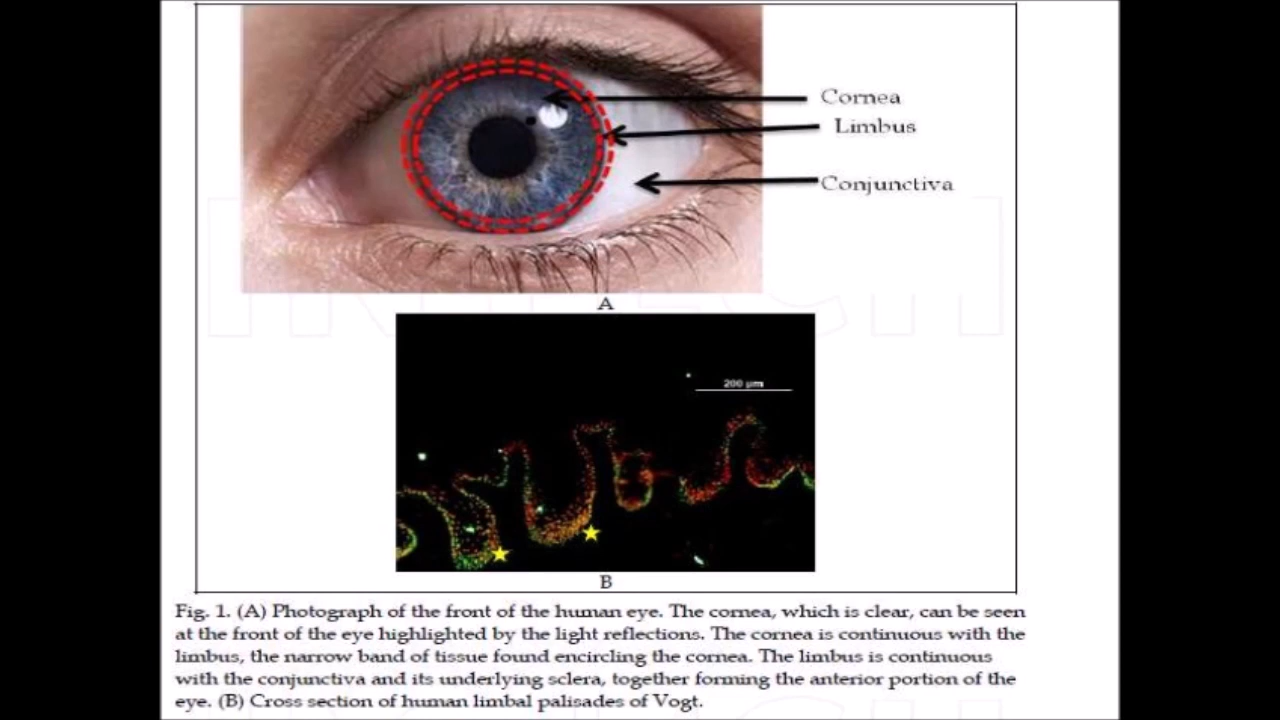 Cornea
Limbus
Conjunctiva
A
200 µm
B
Fig. 1. (A) Photograph of the front of the human eye. The cornea, which is clear, can be seen
at the front of the eye highlighted by the light reflections. The cornea is continuous with the
limbus, the narrow band of tissue found encircling the cornea. The limbus is continuous
with the conjunctiva and its underlying sclera, together forming the anterior portion of the
eye. (B) Cross section of human limbal palisades of Vogt.